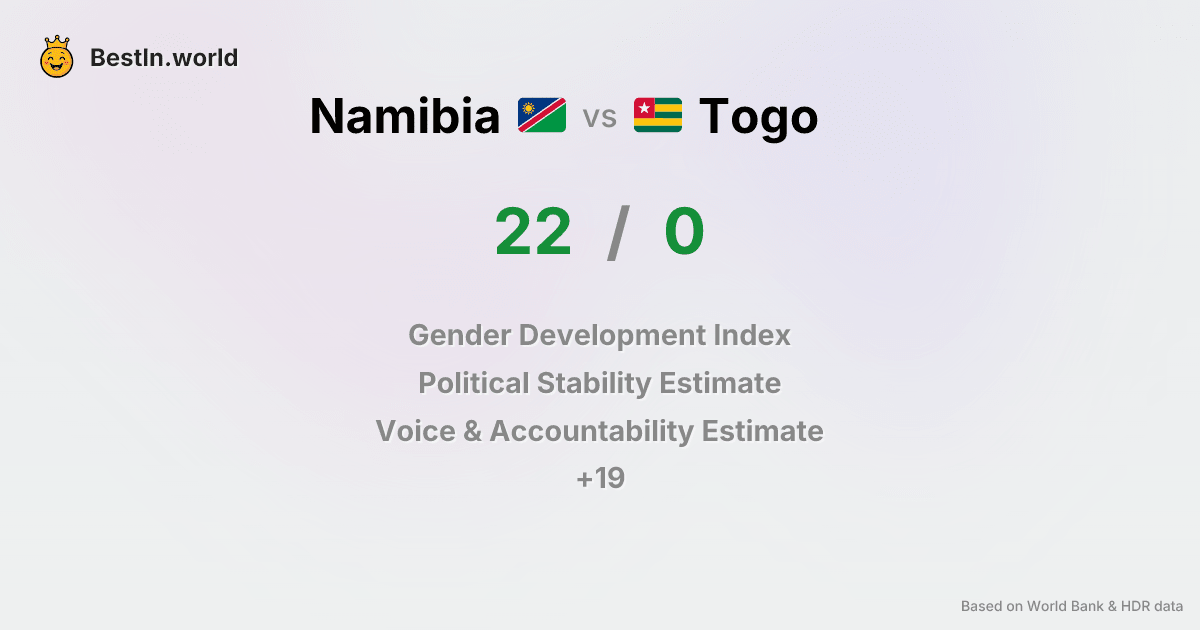 BestIn.world
Namibia vs Togo
22 / 0
Gender Development Index
Political Stability Estimate
Voice & Accountability Estimate
+19
Based on World Bank & HDR data